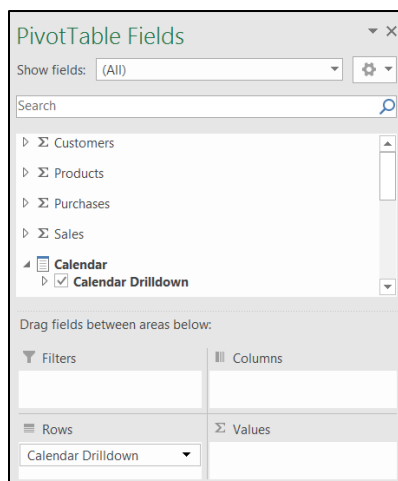 PivotTable Fields
Show fields: (All)
Search
Σ Customers
Σ Products
Σ Purchases
Σ Sales
Calendar
Calendar Drilldown
Drag fields between areas below:
Filters
Columns
Rows
Σ Values
Calendar Drilldown